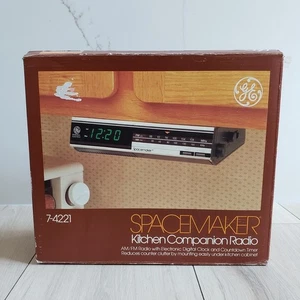 GE
12:20
7-4221
SPACEMAKER
Kitchen Companion Radio
AM/FM Radio with Electronic Digital Clock and Countdown Timer
Reduces counter clutter by mounting easily under kitchen cabinet